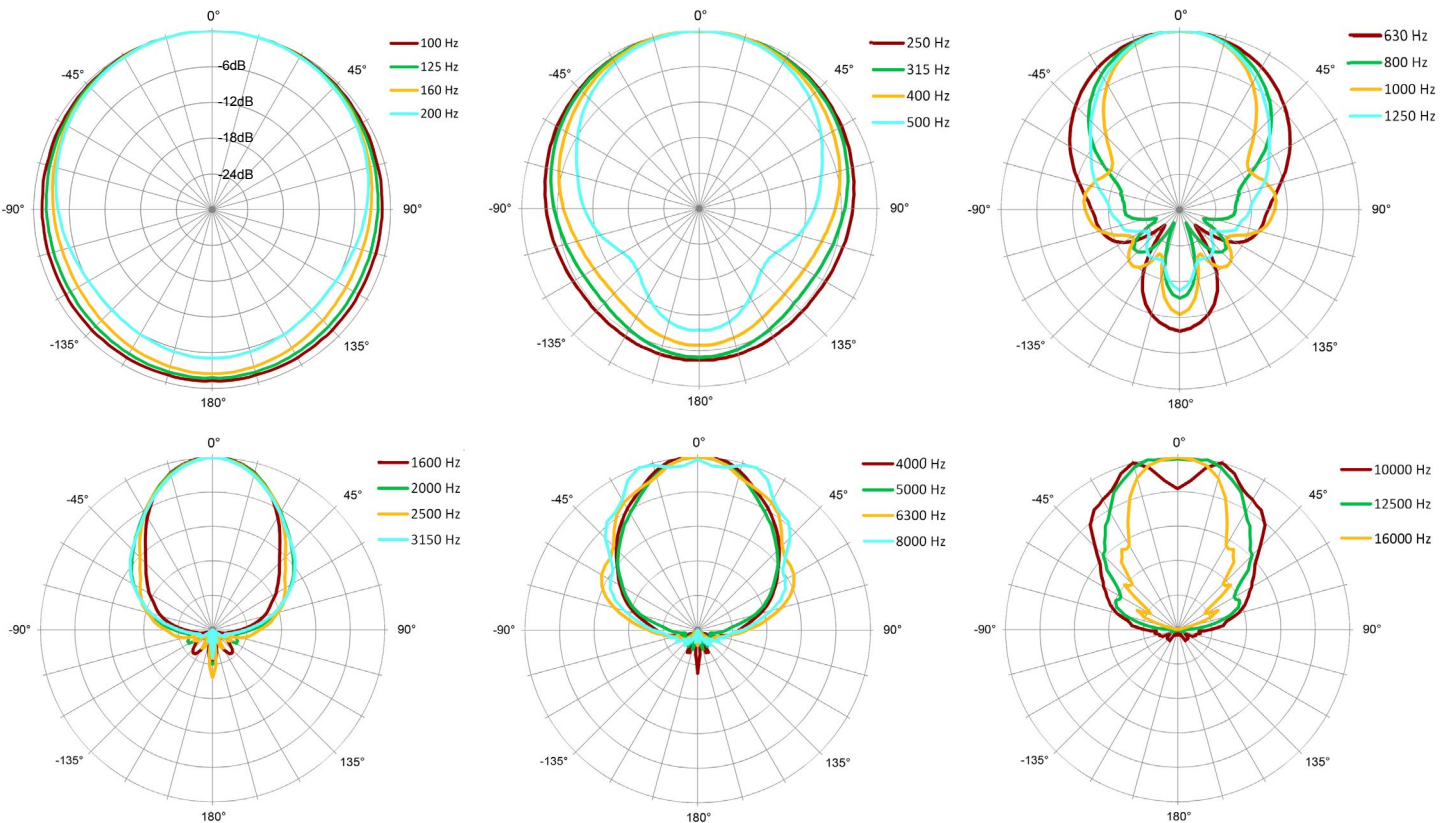 0°
100 Hz
125 Hz
160 Hz
200 Hz
-45°
45°
-6dB
-12dB
-18dB
-24dB
-90°
90°
-135°
135°
180°
0°
250 Hz
315 Hz
400 Hz
500 Hz
-45°
45°
-90°
90°
-135°
135°
180°
0°
630 Hz
800 Hz
1000 Hz
1250 Hz
-45°
45°
-90°
90°
-135°
135°
180°
0°
1600 Hz
2000 Hz
2500 Hz
3150 Hz
-45°
45°
-90°
90°
-135°
135°
180°
0°
4000 Hz
5000 Hz
6300 Hz
8000 Hz
-45°
45°
-90°
90°
-135°
135°
180°
0°
10000 Hz
12500 Hz
16000 Hz
-45°
45°
-90°
90°
-135°
135°
180°